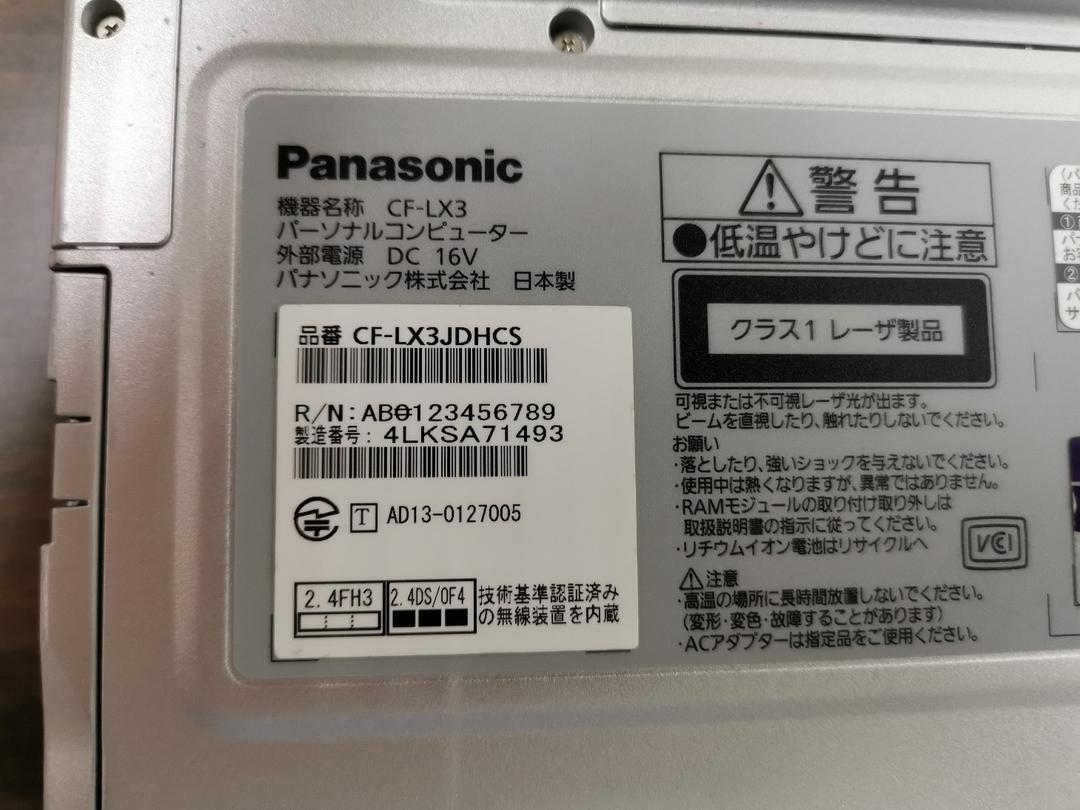 Panasonic
機器名称 CF-LX3
パーソナルコンピューター
外部電源 DC 16V
パナソニック株式会社 日本製
品番 CF-LX3JDHCS
R/N: AB0123456789
製造番号: 4LKSA71493
T AD13-0127005
2.4FH3
2.4DS/OF4
技術基準認証済み
の無線装置を内蔵
警告
●低温やけどに注意
クラス1 レーザ製品
可視または不可視レーザ光が出ます。
ビームを直視したり、触れたりしないでください。
お願い
・落としたり、強いショックを与えないでください。
・使用中は熱くなりますが、異常ではありません。
・RAMモジュールの取り付け取り外しは
取扱説明書の指示に従ってください。
・リチウムイオン電池はリサイクルへ
VCI
注意
・高温の場所に長時間放置しないでください。
(変形・変色・故障することがあります)
・ACアダプターは指定品をご使用ください。
①
②